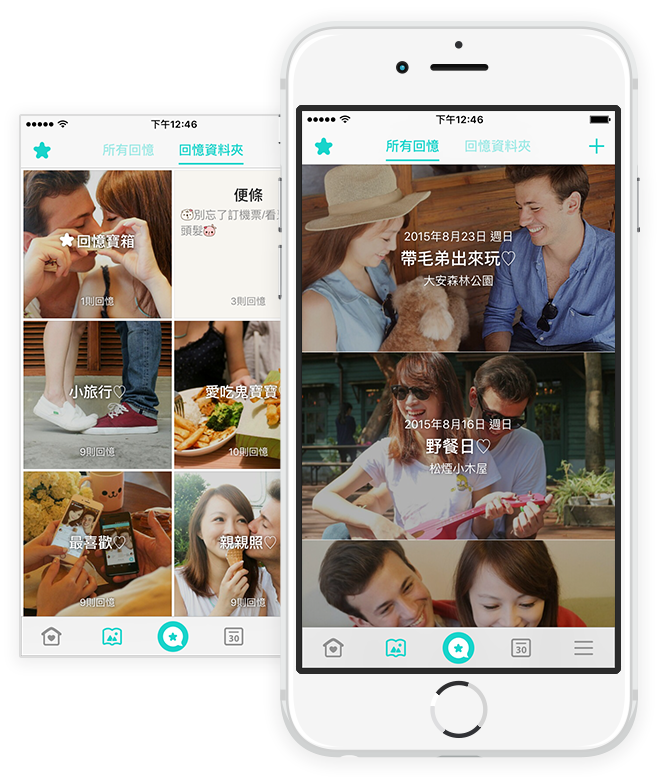 下午12:46
所有回憶 回憶資料夾
回憶寶箱
1則回憶
便條
別忘了訂機票/看
頭髮
3則回憶
小旅行♡
9則回憶
愛吃鬼寶寶
10則回憶
最喜歡♡
9則回憶
親親照♡
9則回憶
30
下午12:46
所有回憶 回憶資料夾
2015年8月23日 週日
帶毛弟出來玩♡
大安森林公園
2015年8月16日 週日
野餐日♡
松煙小木屋
30